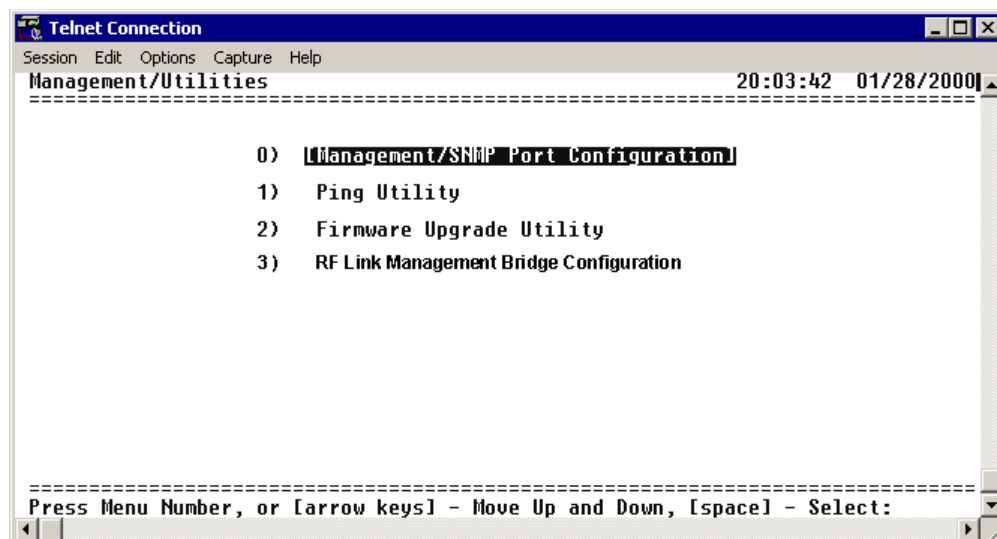 Telnet Connection
Session Edit Options Capture Help
Management/Utilities 20:03:42 01/28/2000
================================================================================
0) [Management/SNMP Port Configuration]
1) Ping Utility
2) Firmware Upgrade Utility
3) RF Link Management Bridge Configuration
================================================================================
Press Menu Number, or [arrow keys] - Move Up and Down, [space] - Select: